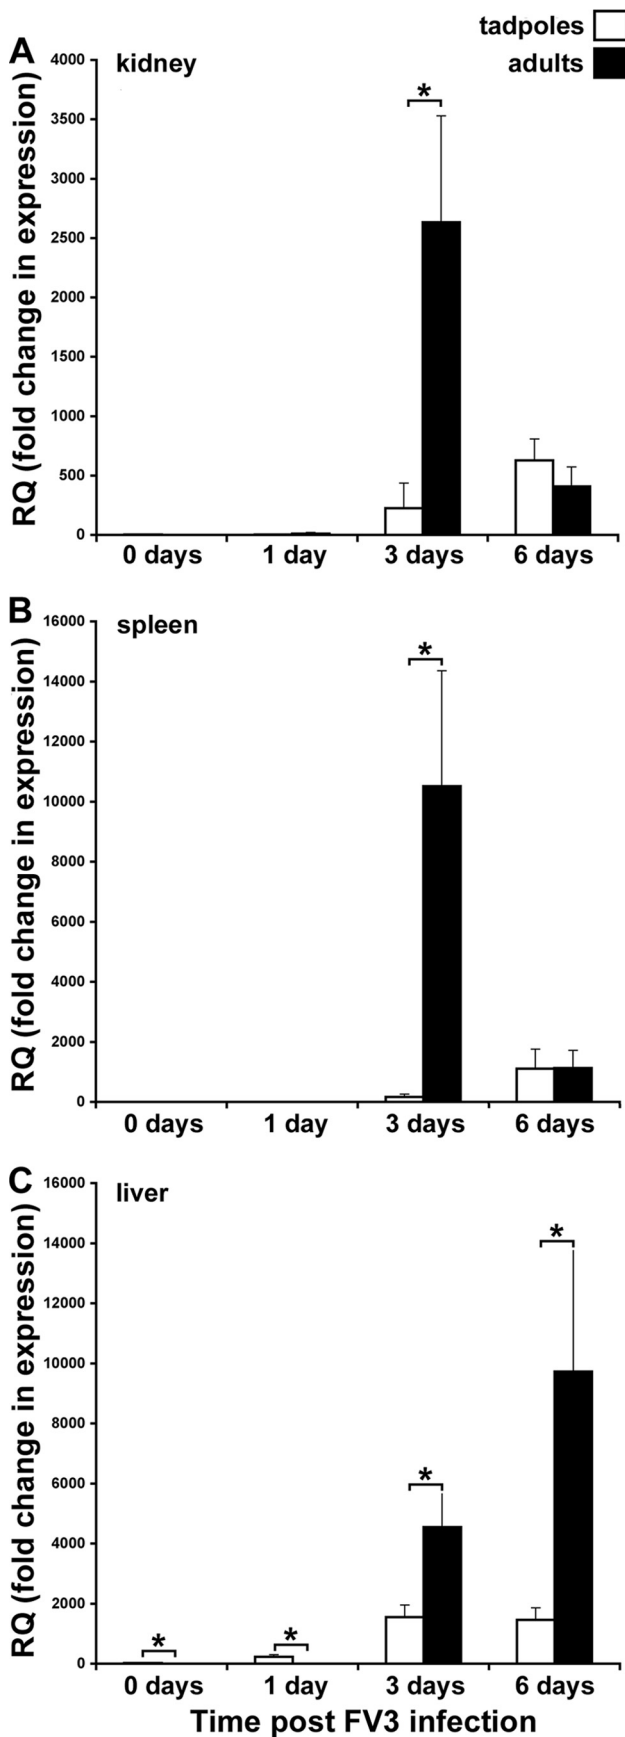 tadpoles
adults
A
kidney
RQ (fold change in expression)
4000
3500
3000
2500
2000
1500
1000
500
0
*
0 days 1 day 3 days 6 days
B
spleen
RQ (fold change in expression)
16000
14000
12000
10000
8000
6000
4000
2000
0
*
0 days 1 day 3 days 6 days
C
liver
RQ (fold change in expression)
16000
14000
12000
10000
8000
6000
4000
2000
0
* * * *
0 days 1 day 3 days 6 days
Time post FV3 infection